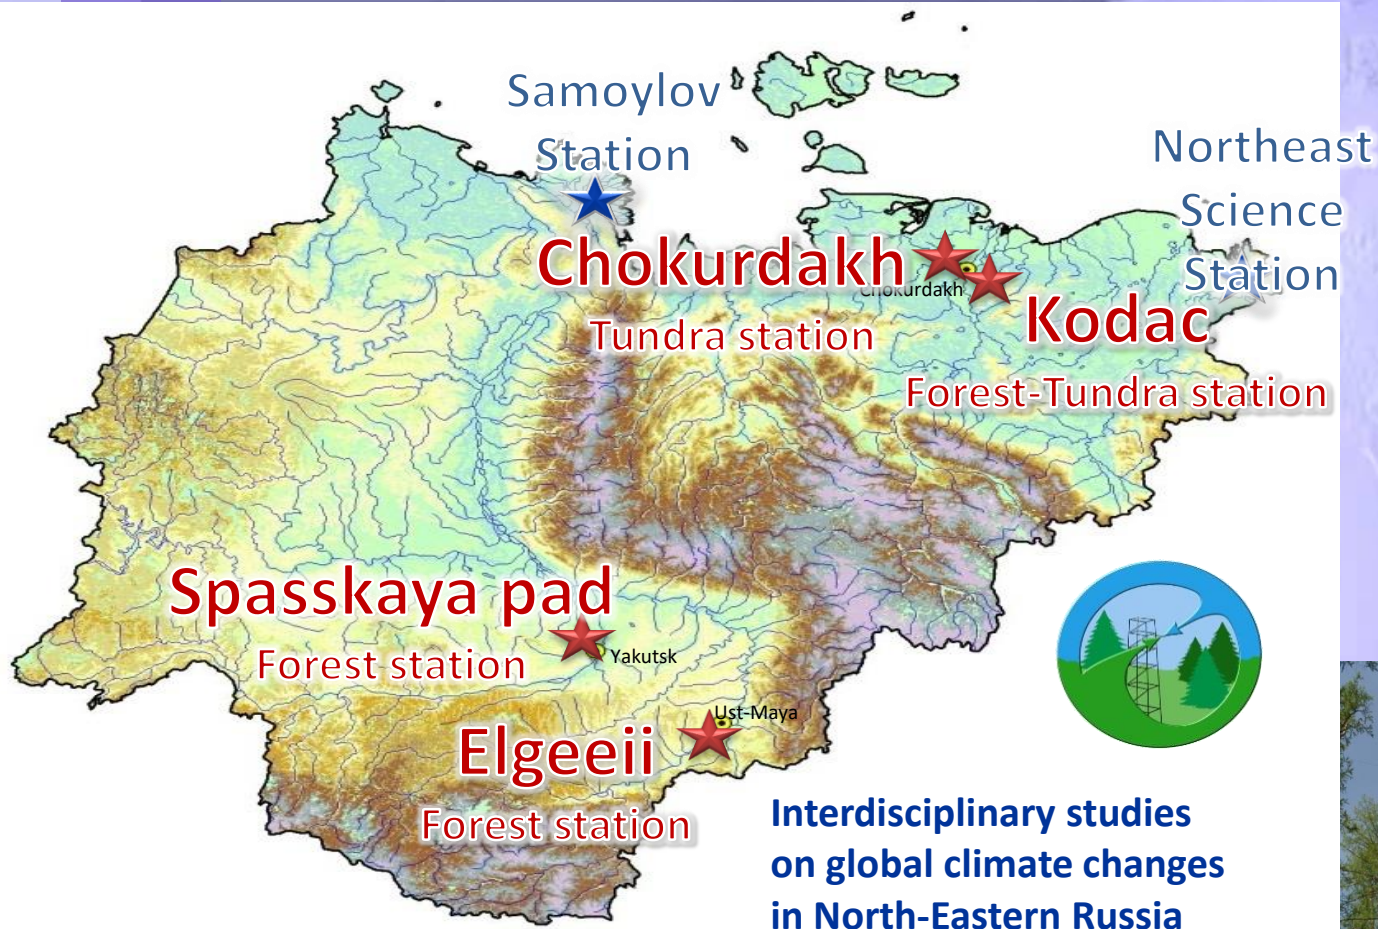 Samoylov
Station
Northeast
Science
Station
Chokurdakh
Chokurdakh
Tundra station
Kodac
Forest-Tundra station
Spasskaya pad
Forest station
Yakutsk
Ust-Maya
Elgeeii
Forest station
Interdisciplinary studies
on global climate changes
in North-Eastern Russia